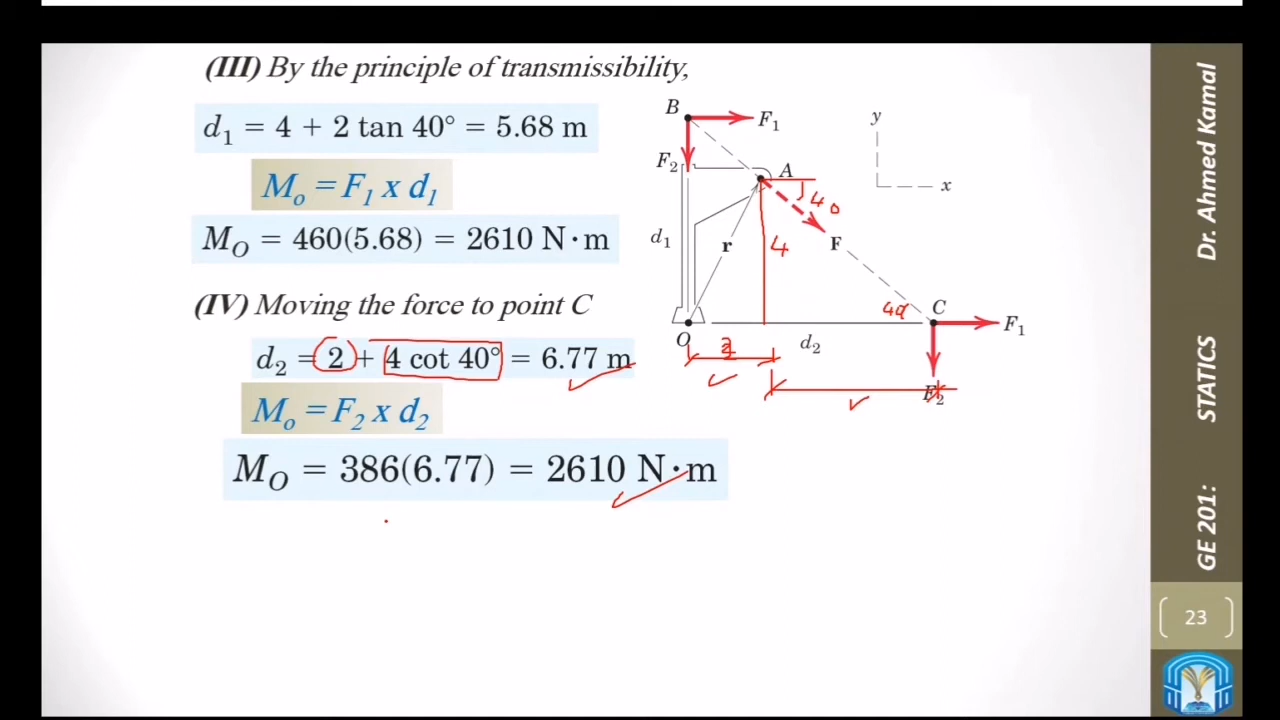 (III) By the principle of transmissibility,
d₁ = 4 + 2 tan 40° = 5.68 m
Mₒ = F₁ x d₁
M_O = 460(5.68) = 2610 N·m
(IV) Moving the force to point C
d₂ = 2 + 4 cot 40° = 6.77 m
Mₒ = F₂ x d₂
M_O = 386(6.77) = 2610 N·m
B
F₁
y
F₂
A
x
40
d₁
r
4
F
40
C
F₁
O
2
d₂
F₂
Dr. Ahmed Kamal
STATICS
GE 201:
23